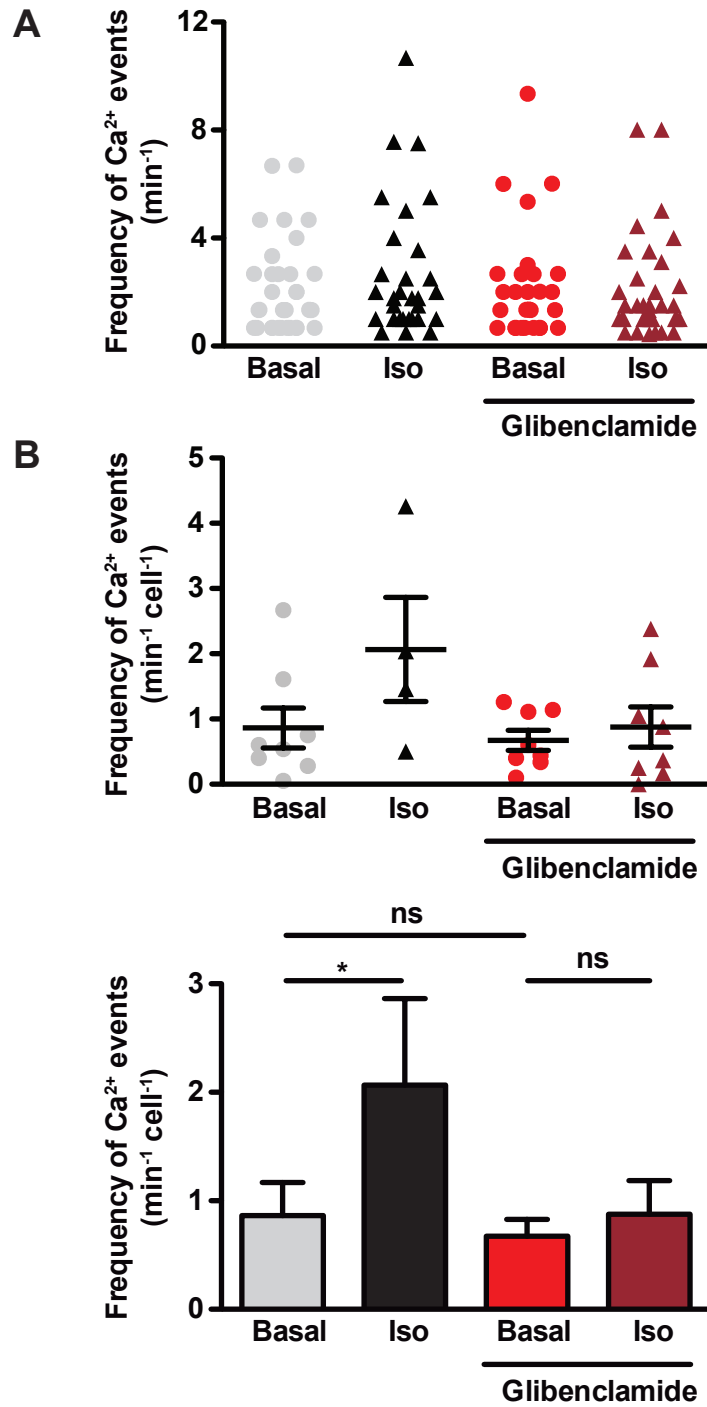 A
Frequency of Ca²⁺ events
(min⁻¹)
12
8
4
0
Basal
Iso
Basal
Iso
Glibenclamide
B
Frequency of Ca²⁺ events
(min⁻¹ cell⁻¹)
5
4
3
2
1
0
Basal
Iso
Basal
Iso
Glibenclamide
ns
*
ns
Frequency of Ca²⁺ events
(min⁻¹ cell⁻¹)
3
2
1
0
Basal
Iso
Basal
Iso
Glibenclamide